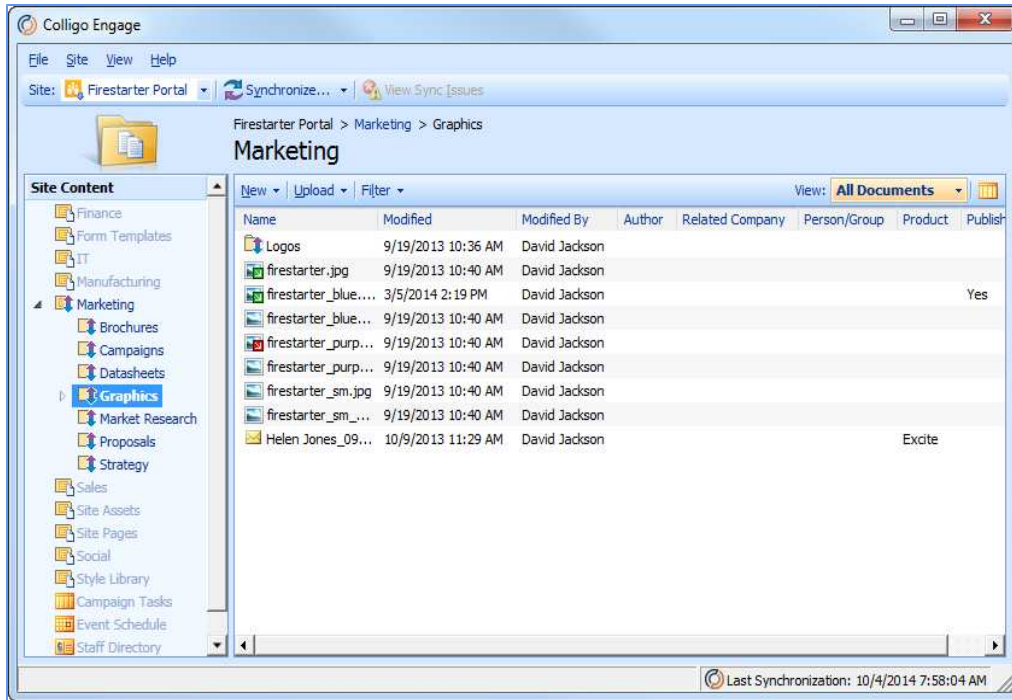 Colligo Engage
File Site View Help
Site: Firestarter Portal Synchronize... View Sync Issues
Firestarter Portal > Marketing > Graphics
Marketing
Site Content
Finance
Form Templates
IT
Manufacturing
Marketing
Brochures
Campaigns
Datasheets
Graphics
Market Research
Proposals
Strategy
Sales
Site Assets
Site Pages
Social
Style Library
Campaign Tasks
Event Schedule
Staff Directory
New Upload Filter View: All Documents
Name Modified Modified By Author Related Company Person/Group Product Publish
Logos 9/19/2013 10:36 AM David Jackson
firestarter.jpg 9/19/2013 10:40 AM David Jackson
firestarter_blue.... 3/5/2014 2:19 PM David Jackson Yes
firestarter_blue... 9/19/2013 10:40 AM David Jackson
firestarter_purp... 9/19/2013 10:40 AM David Jackson
firestarter_purp... 9/19/2013 10:40 AM David Jackson
firestarter_sm.jpg 9/19/2013 10:40 AM David Jackson
firestarter_sm_... 9/19/2013 10:40 AM David Jackson
Helen Jones_09... 10/9/2013 11:29 AM David Jackson Excite
Last Synchronization: 10/4/2014 7:58:04 AM